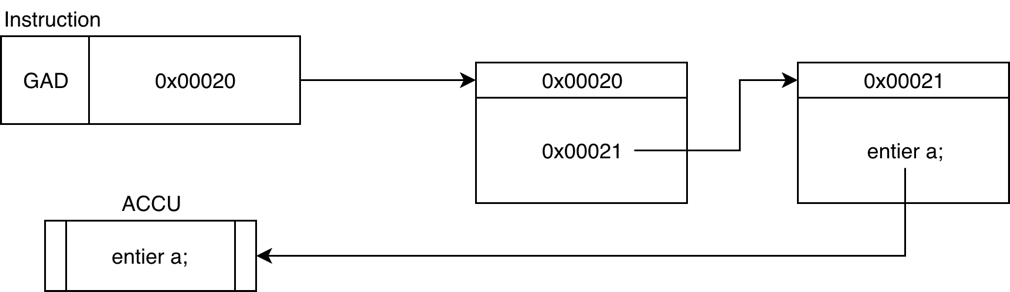 Instruction
GAD 0x00020
0x00020
0x00021
0x00021
entier a;
ACCU
entier a;